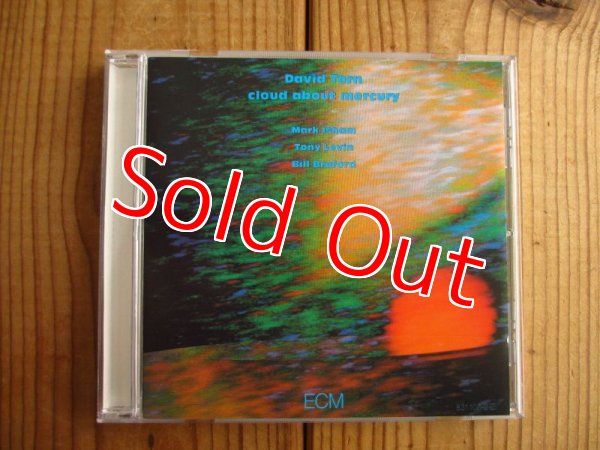 David Torn
cloud about mercury
Mark Isham
Tony Levin
Bill Bruford
Sold Out
ECM